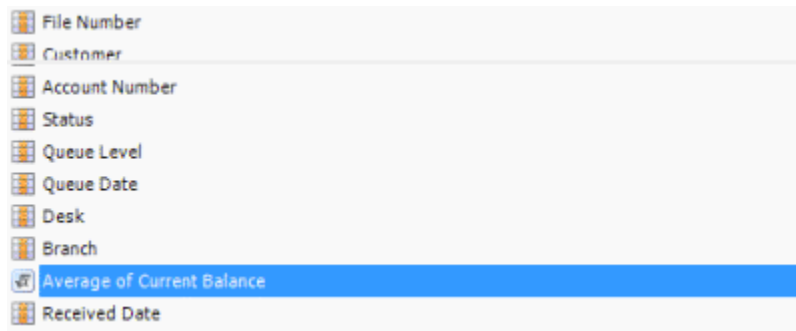 File Number
Customer
Account Number
Status
Queue Level
Queue Date
Desk
Branch
Average of Current Balance
Received Date